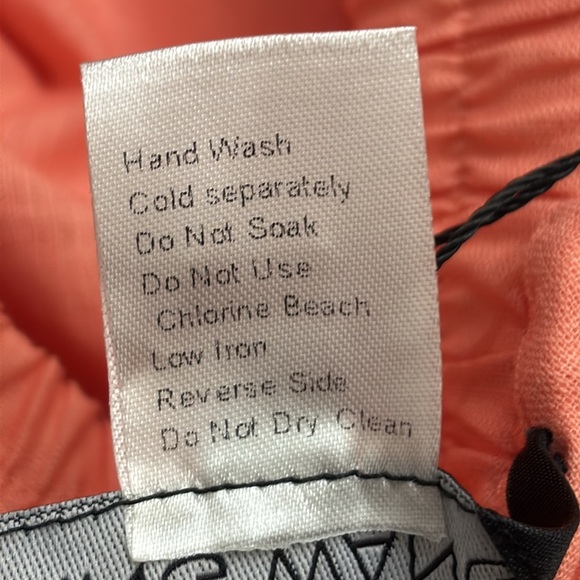 Hand Wash
Cold separately
Do Not Soak
Do Not Use
Chlorine Beach
Low Iron
Reverse Side
Do Not Dry Clean